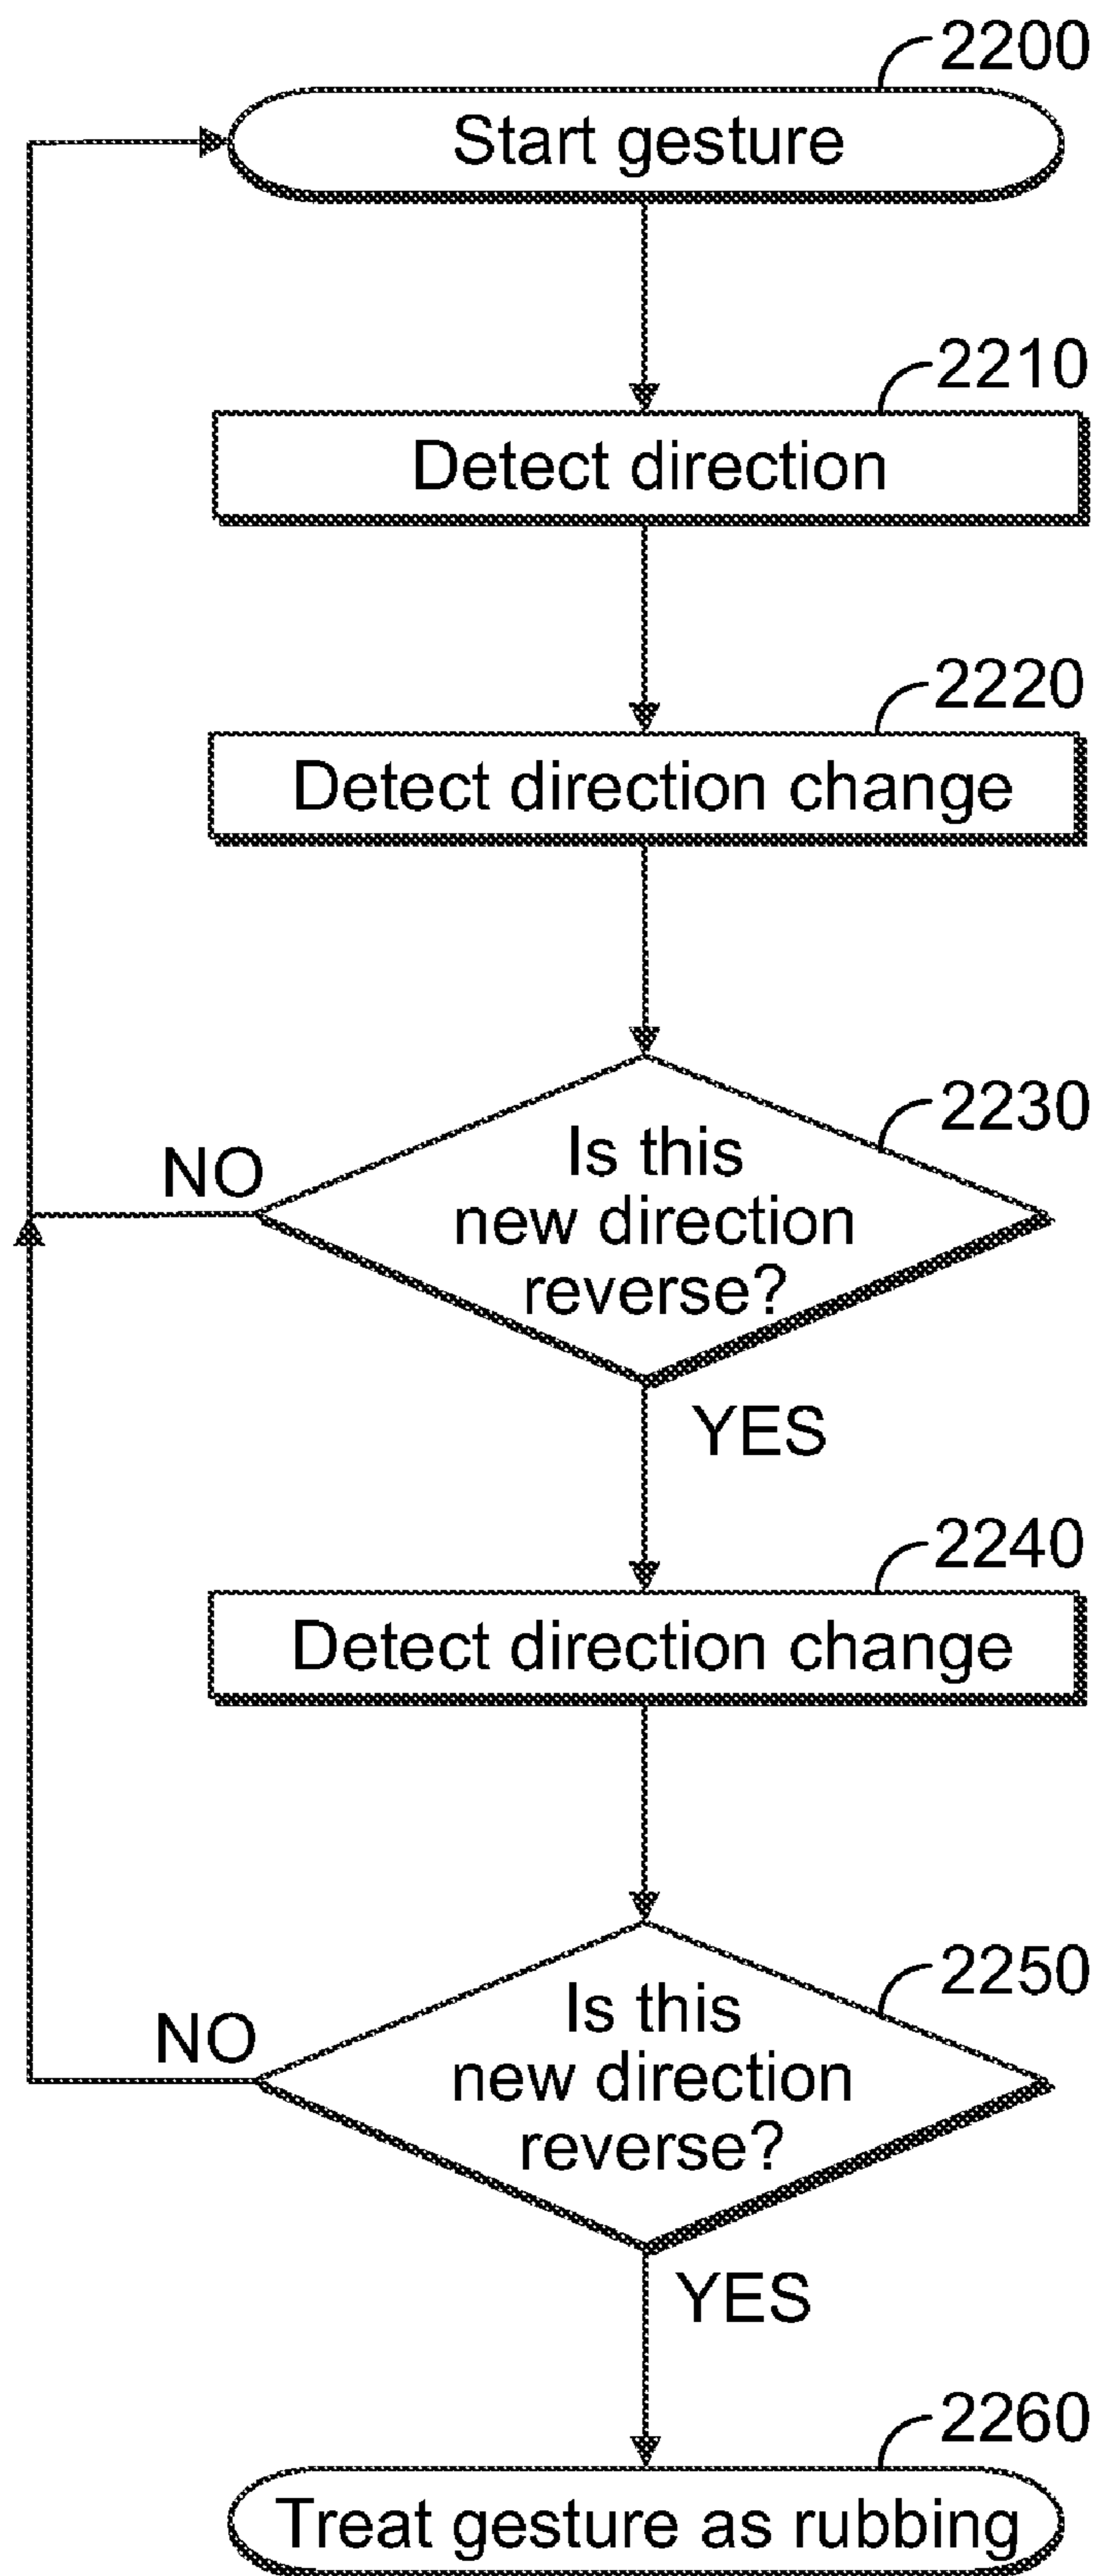 2200
Start gesture
2210
Detect direction
2220
Detect direction change
2230
Is this
new direction
reverse?
NO
YES
2240
Detect direction change
2250
Is this
new direction
reverse?
NO
YES
2260
Treat gesture as rubbing